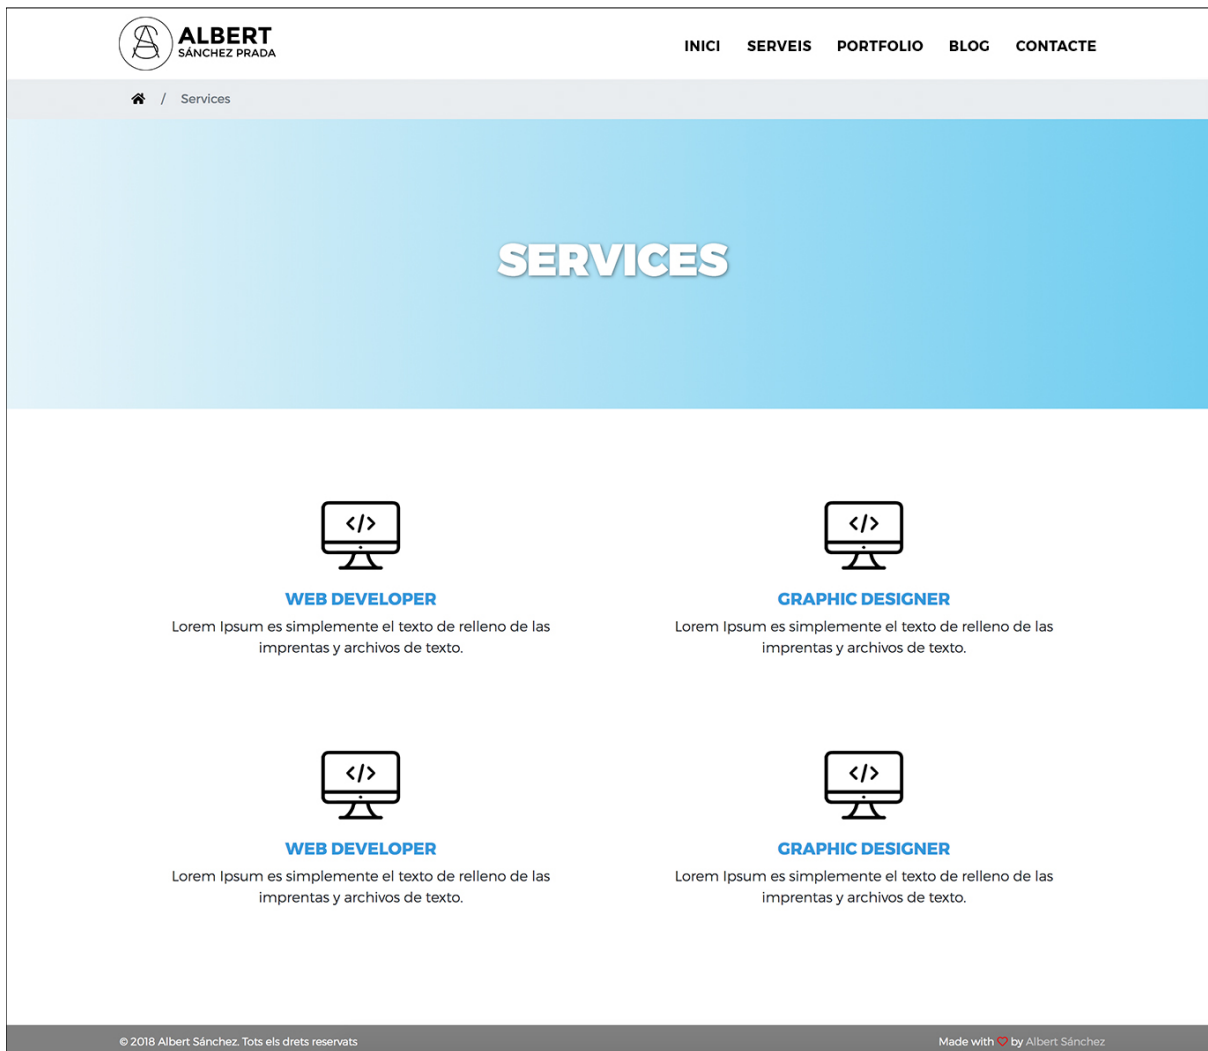 ALBERT
SÁNCHEZ PRADA
INICI SERVEIS PORTFOLIO BLOG CONTACTE
/ Services
SERVICES
</>
</>
WEB DEVELOPER
GRAPHIC DESIGNER
Lorem Ipsum es simplemente el texto de relleno de las
imprentas y archivos de texto.
Lorem Ipsum es simplemente el texto de relleno de las
imprentas y archivos de texto.
</>
</>
WEB DEVELOPER
GRAPHIC DESIGNER
Lorem Ipsum es simplemente el texto de relleno de las
imprentas y archivos de texto.
Lorem Ipsum es simplemente el texto de relleno de las
imprentas y archivos de texto.
© 2018 Albert Sánchez. Tots els drets reservats
Made with by Albert Sánchez